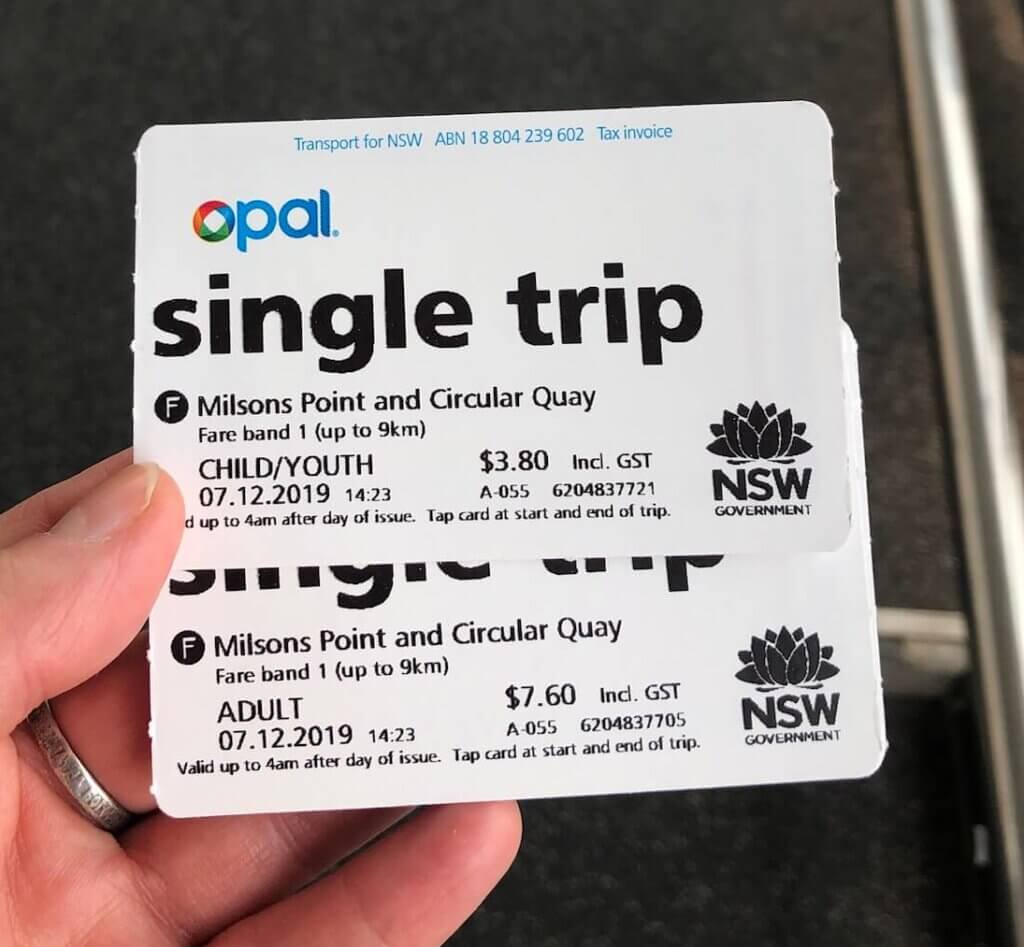 Transport for NSW ABN 18 804 239 602 Tax invoice
opal.
single trip
F Milsons Point and Circular Quay
Fare band 1 (up to 9km)
CHILD/YOUTH $3.80 Incl. GST
07.12.2019 14:23 A-055 6204837721
d up to 4am after day of issue. Tap card at start and end of trip.
NSW
GOVERNMENT
single trip
F Milsons Point and Circular Quay
Fare band 1 (up to 9km)
ADULT $7.60 Incl. GST
07.12.2019 14:23 A-055 6204837705
Valid up to 4am after day of issue. Tap card at start and end of trip.
NSW
GOVERNMENT